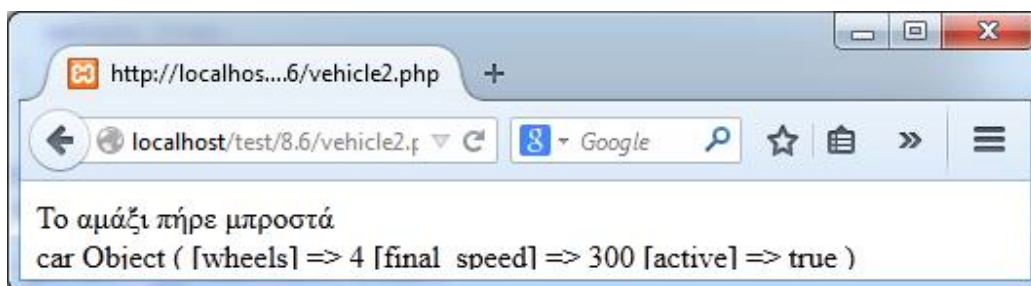 http://localhos....6/vehicle2.php
localhost/test/8.6/vehicle2.p
Google
Το αμάξι πήρε μπροστά
car Object ( [wheels] => 4 [final_speed] => 300 [active] => true )